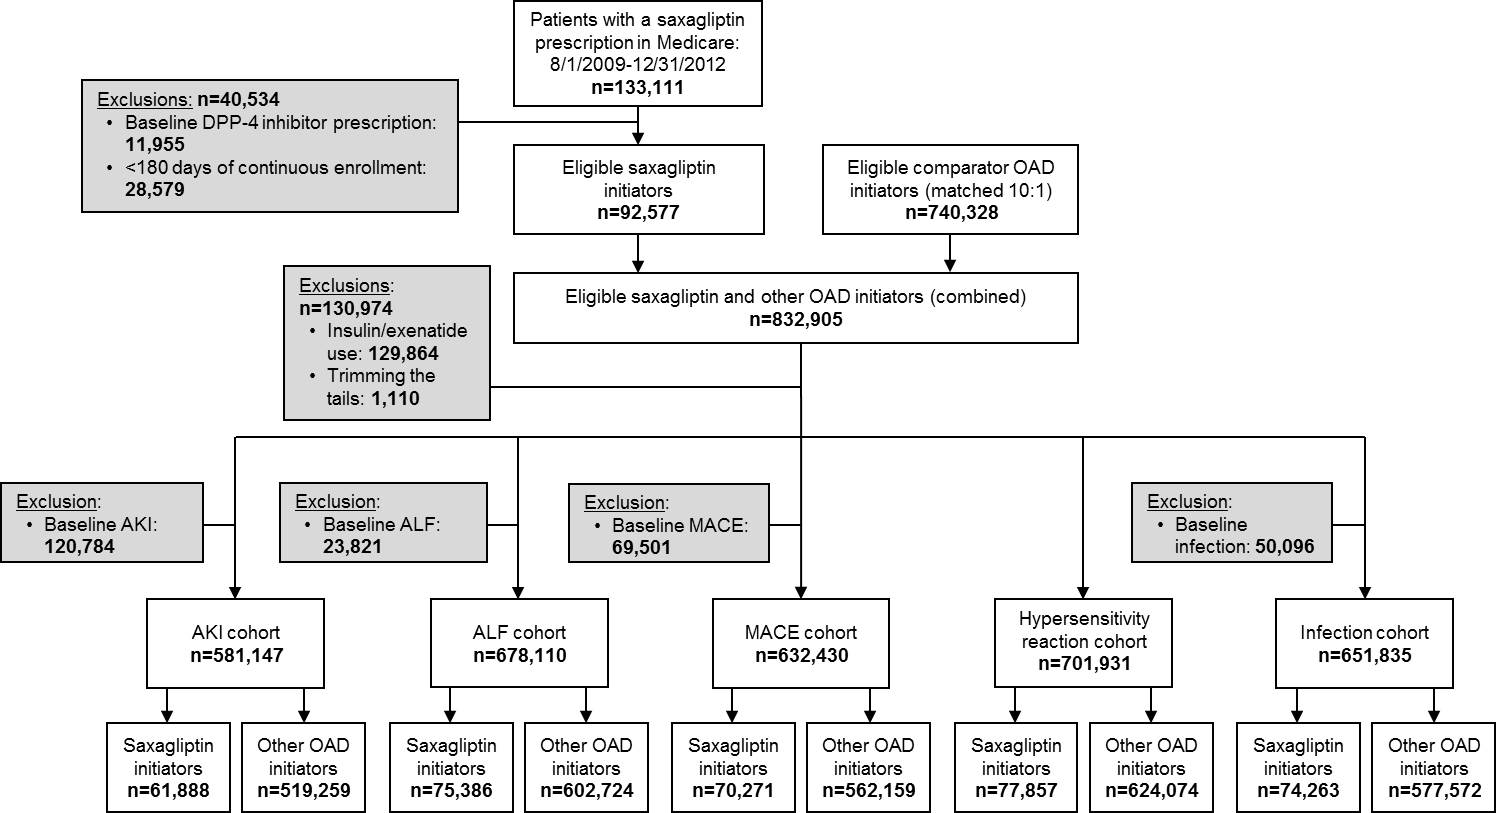 Patients with a saxagliptin
prescription in Medicare:
8/1/2009-12/31/2012
n=133,111
Exclusions: n=40,534
• Baseline DPP-4 inhibitor prescription:
11,955
• <180 days of continuous enrollment:
28,579
Eligible saxagliptin
initiators
n=92,577
Eligible comparator OAD
initiators (matched 10:1)
n=740,328
Exclusions:
n=130,974
• Insulin/exenatide
use: 129,864
• Trimming the
tails: 1,110
Eligible saxagliptin and other OAD initiators (combined)
n=832,905
Exclusion:
• Baseline AKI:
120,784
Exclusion:
• Baseline ALF:
23,821
Exclusion:
• Baseline MACE:
69,501
Exclusion:
• Baseline
infection: 50,096
AKI cohort
n=581,147
ALF cohort
n=678,110
MACE cohort
n=632,430
Hypersensitivity
reaction cohort
n=701,931
Infection cohort
n=651,835
Saxagliptin
initiators
n=61,888
Other OAD
initiators
n=519,259
Saxagliptin
initiators
n=75,386
Other OAD
initiators
n=602,724
Saxagliptin
initiators
n=70,271
Other OAD
initiators
n=562,159
Saxagliptin
initiators
n=77,857
Other OAD
initiators
n=624,074
Saxagliptin
initiators
n=74,263
Other OAD
initiators
n=577,572